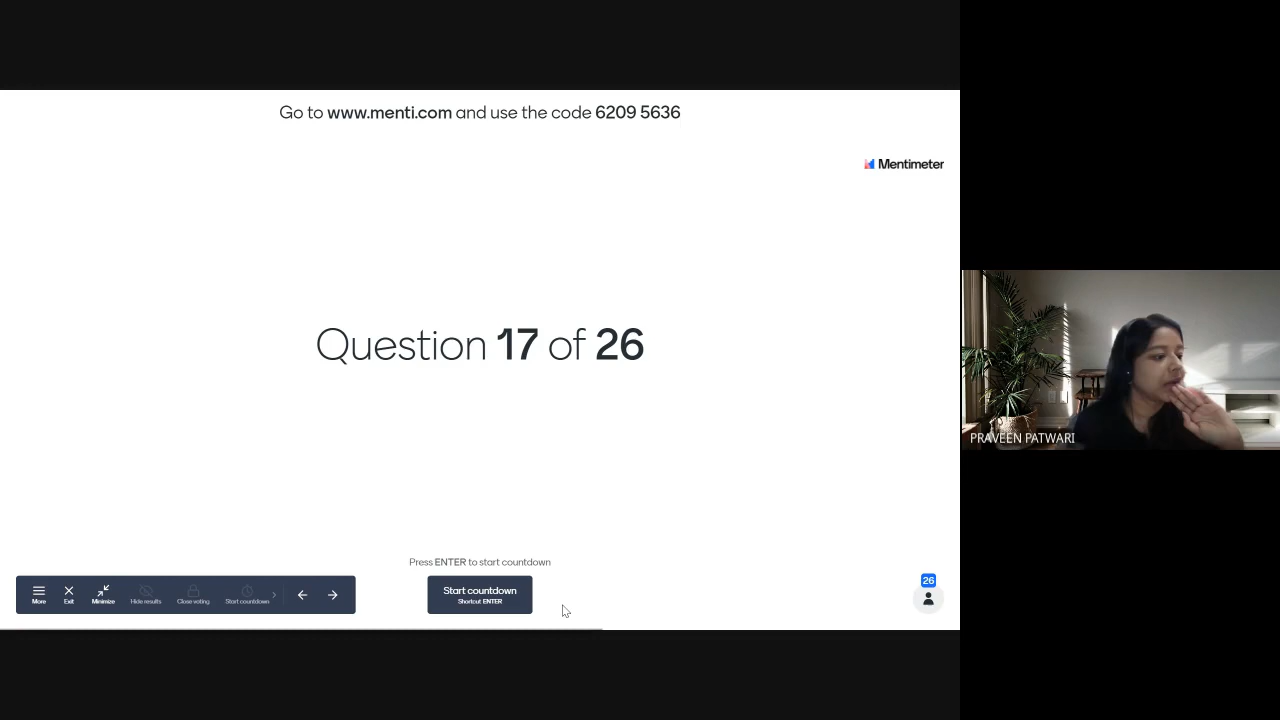 Go to www.menti.com and use the code 6209 5636
Mentimeter
Question 17 of 26
Press ENTER to start countdown
Start countdown
Shortcut ENTER
More
Exit
Minimize
Hide results
Close voting
Start countdown
26
PRAVEEN PATWARI